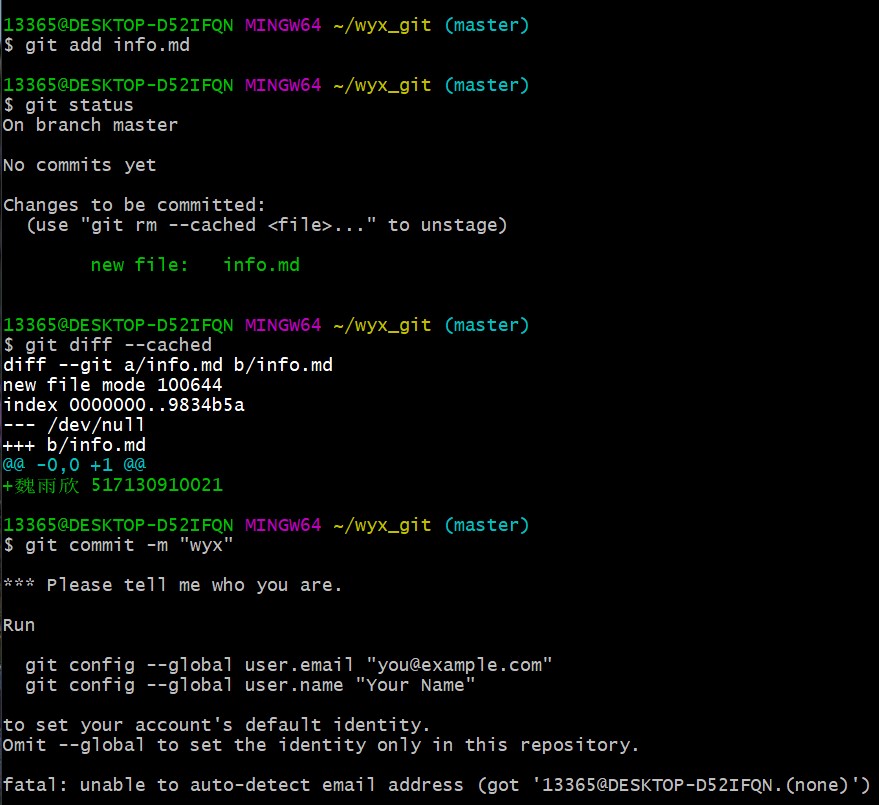 13365@DESKTOP-D52IFQN MINGW64 ~/wyx_git (master)
$ git add info.md
13365@DESKTOP-D52IFQN MINGW64 ~/wyx_git (master)
$ git status
On branch master
No commits yet
Changes to be committed:
  (use "git rm --cached <file>..." to unstage)
        new file:   info.md
13365@DESKTOP-D52IFQN MINGW64 ~/wyx_git (master)
$ git diff --cached
diff --git a/info.md b/info.md
new file mode 100644
index 0000000..9834b5a
--- /dev/null
+++ b/info.md
@@ -0,0 +1 @@
+魏雨欣 517130910021
13365@DESKTOP-D52IFQN MINGW64 ~/wyx_git (master)
$ git commit -m "wyx"
*** Please tell me who you are.
Run
  git config --global user.email "you@example.com"
  git config --global user.name "Your Name"
to set your account's default identity.
Omit --global to set the identity only in this repository.
fatal: unable to auto-detect email address (got '13365@DESKTOP-D52IFQN.(none)')